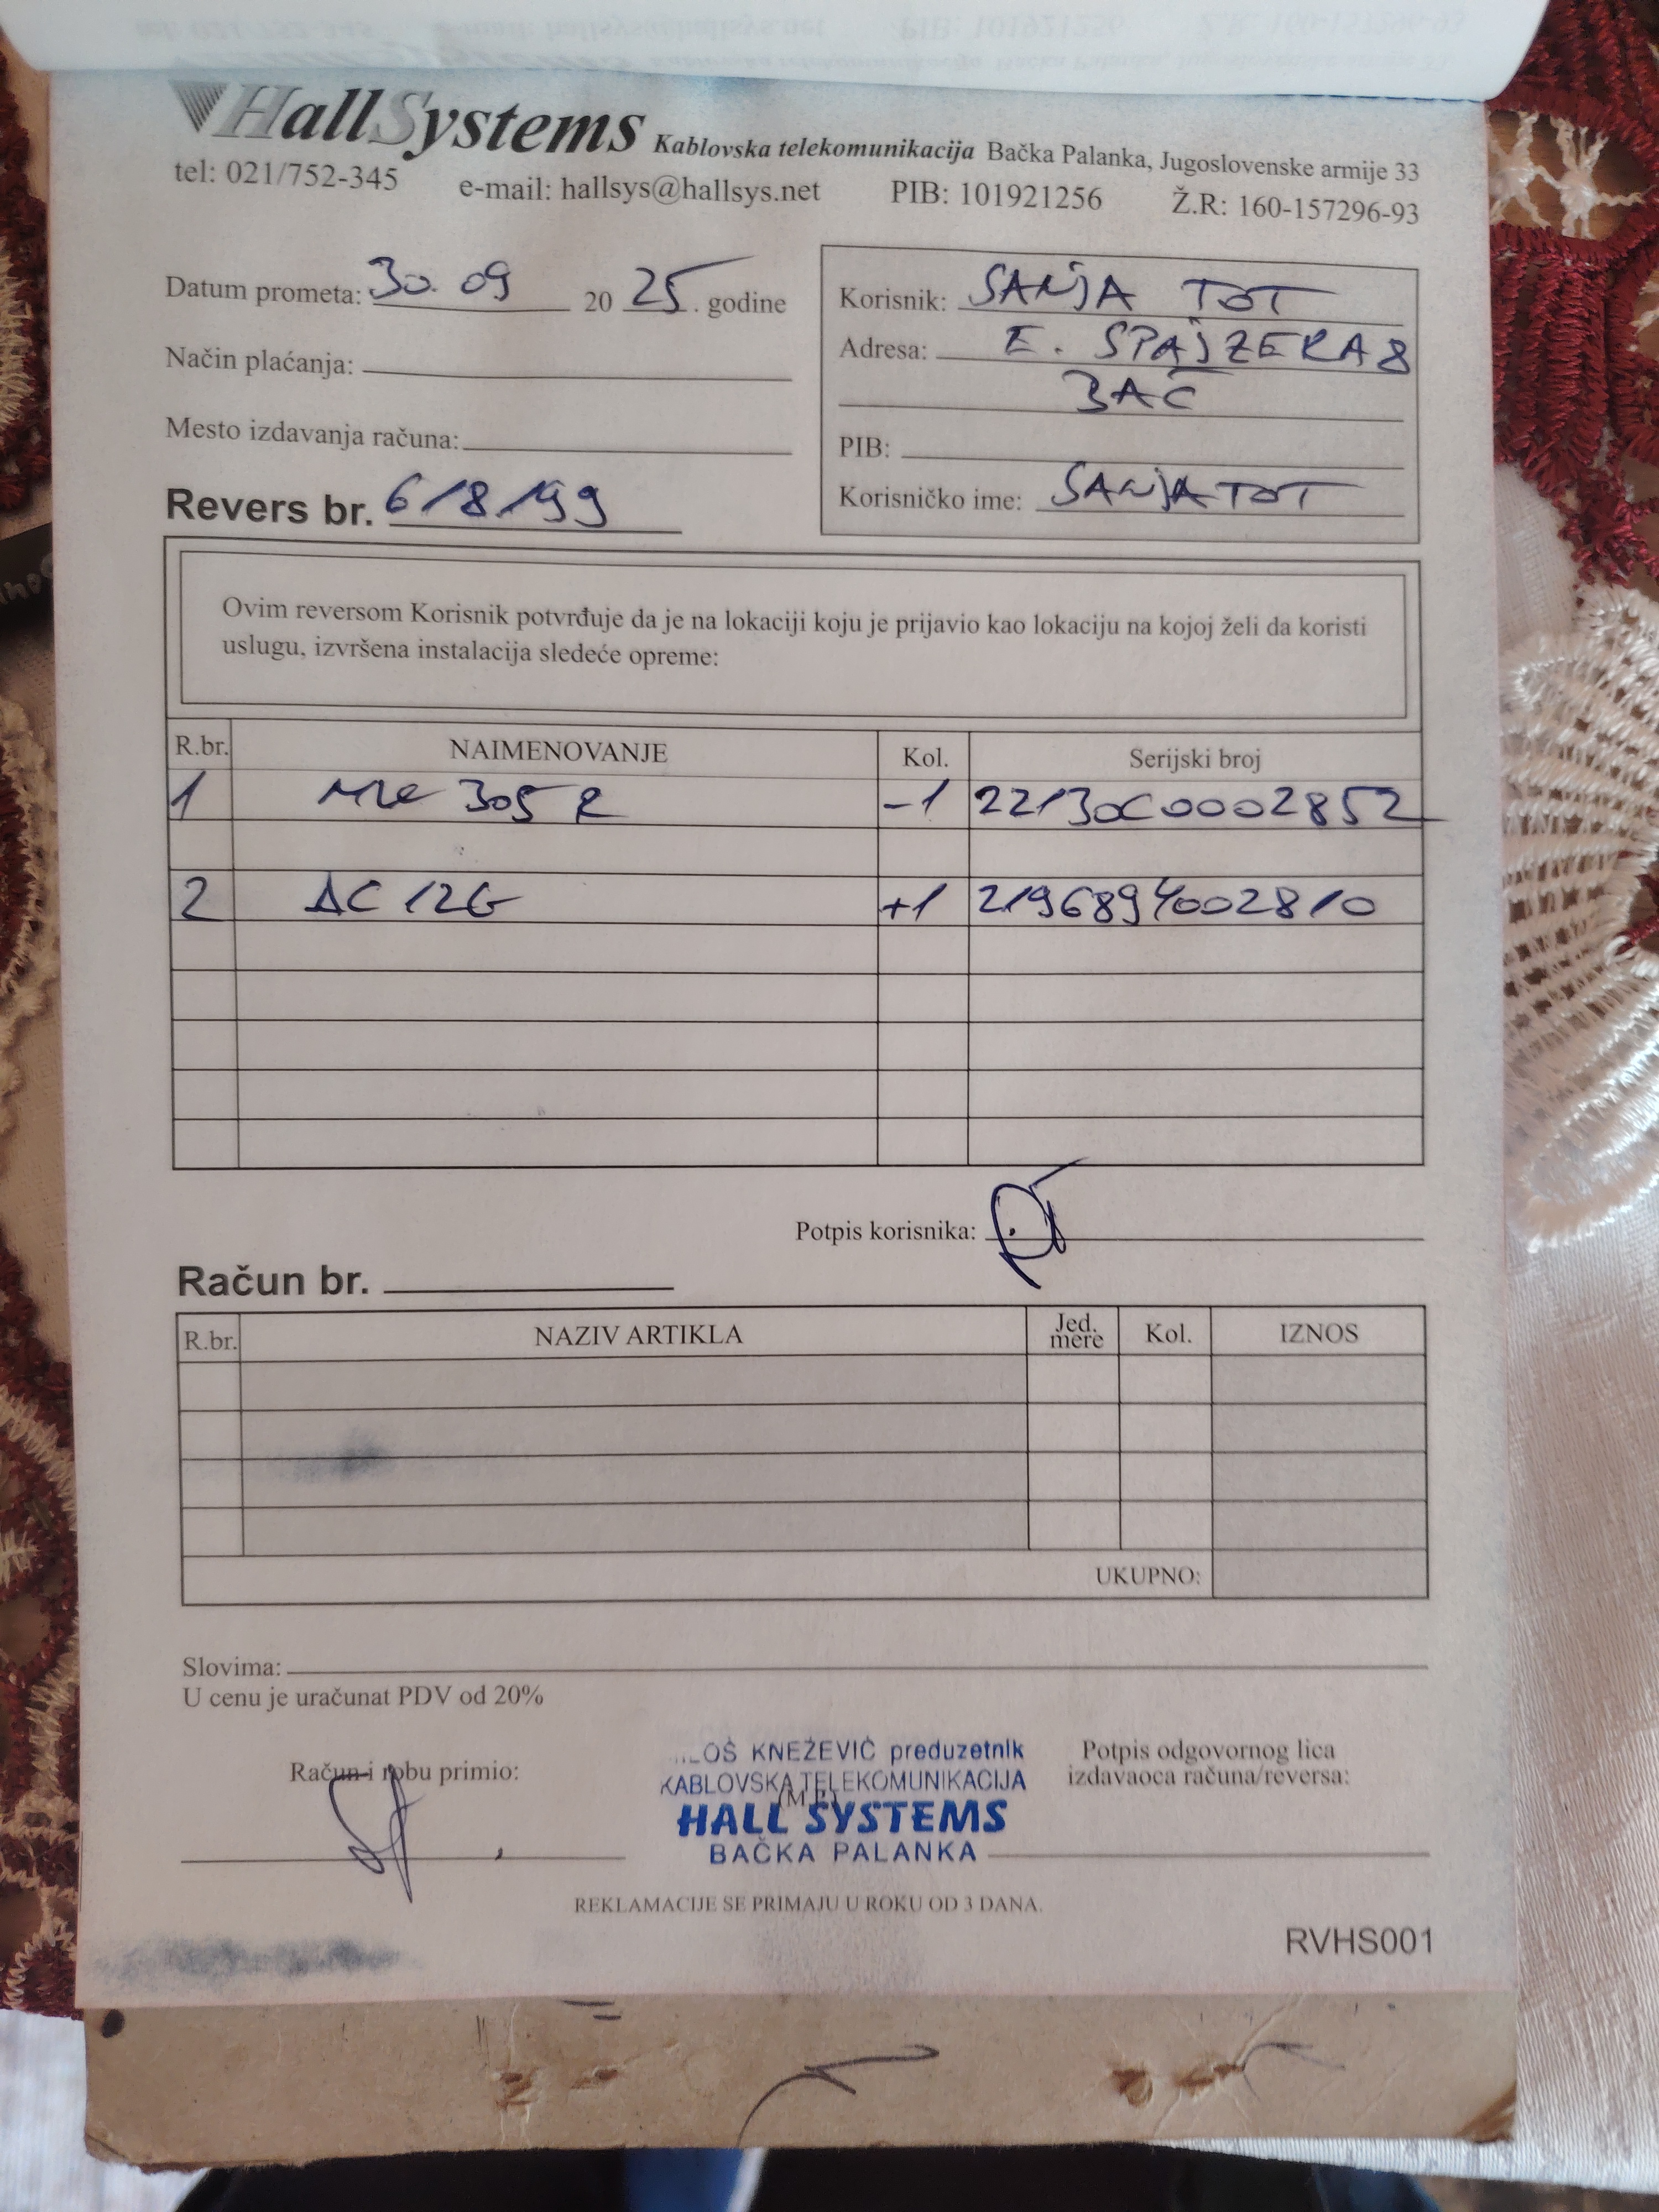 HallSystems Kablovska telekomunikacija Bačka Palanka, Jugoslovenske armije 33
tel: 021/752-345 e-mail: hallsys@hallsys.net PIB: 101921256 Ž.R: 160-157296-93
Datum prometa: 30. 09 20 25. godine
Način plaćanja:
Mesto izdavanja računa:
Revers br. 618199
Korisnik: SANJA TOT
Adresa: E. SPAJZERA 8
BAČ
PIB:
Korisničko ime: SANJATOT
Ovim reversom Korisnik potvrđuje da je na lokaciji koju je prijavio kao lokaciju na kojoj želi da koristi
uslugu, izvršena instalacija sledeće opreme:
R.br. NAIMENOVANJE Kol. Serijski broj
1 305 R -1 22130C0002852
2 AC 12G +1 2196894002810
Potpis korisnika:
Račun br.
R.br. NAZIV ARTIKLA Jed. mere Kol. IZNOS
UKUPNO:
Slovima:
U cenu je uračunat PDV od 20%
Račun i robu primio:
LOŠ KNEŽEVIĆ preduzetnik
KABLOVSKA TELEKOMUNIKACIJA
(M.P.)
HALL SYSTEMS
BAČKA PALANKA
Potpis odgovornog lica
izdavaoca računa/reversa:
REKLAMACIJE SE PRIMAJU U ROKU OD 3 DANA.
RVHS001